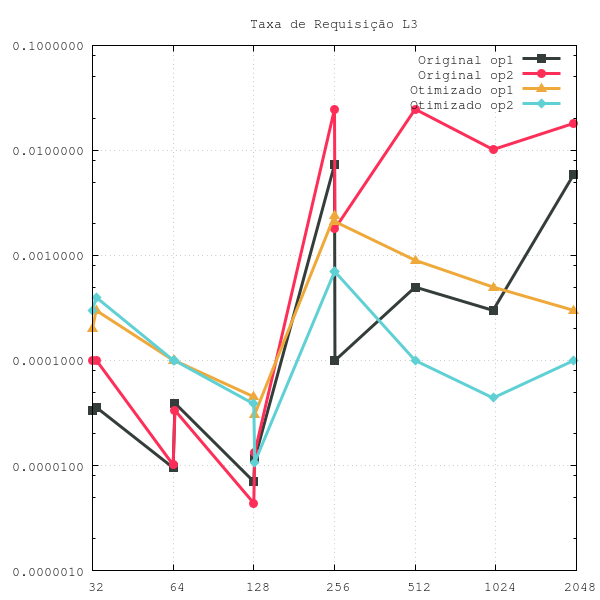 Taxa de Requisição L3
0.1000000
Original op1
Original op2
Otimizado op1
Otimizado op2
0.0100000
0.0010000
0.0001000
0.0000100
0.0000010
32 64 128 256 512 1024 2048